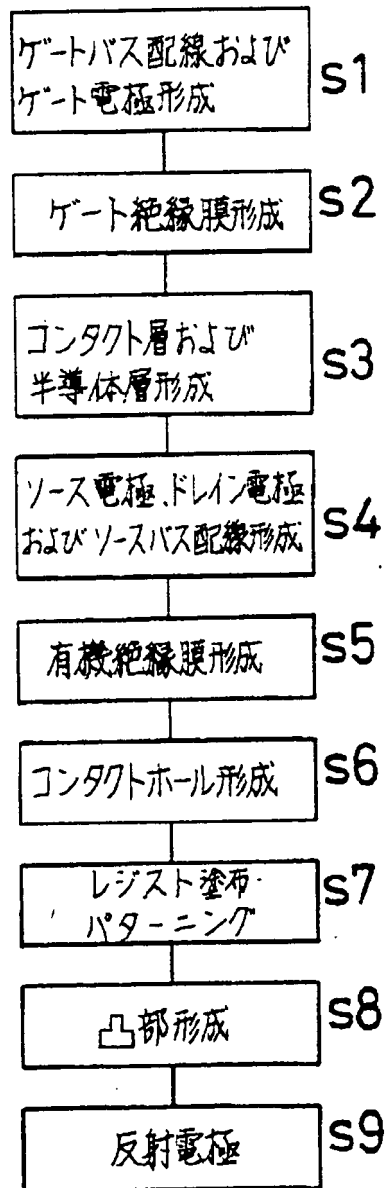 ゲートバス配線および
ゲート電極形成
s1
ゲート絶縁膜形成
s2
コンタクト層および
半導体層形成
s3
ソース電極、ドレイン電極
およびソースバス配線形成
s4
有機絶縁膜形成
s5
コンタクトホール形成
s6
レジスト塗布・
パターニング
s7
凸部形成
s8
反射電極
s9